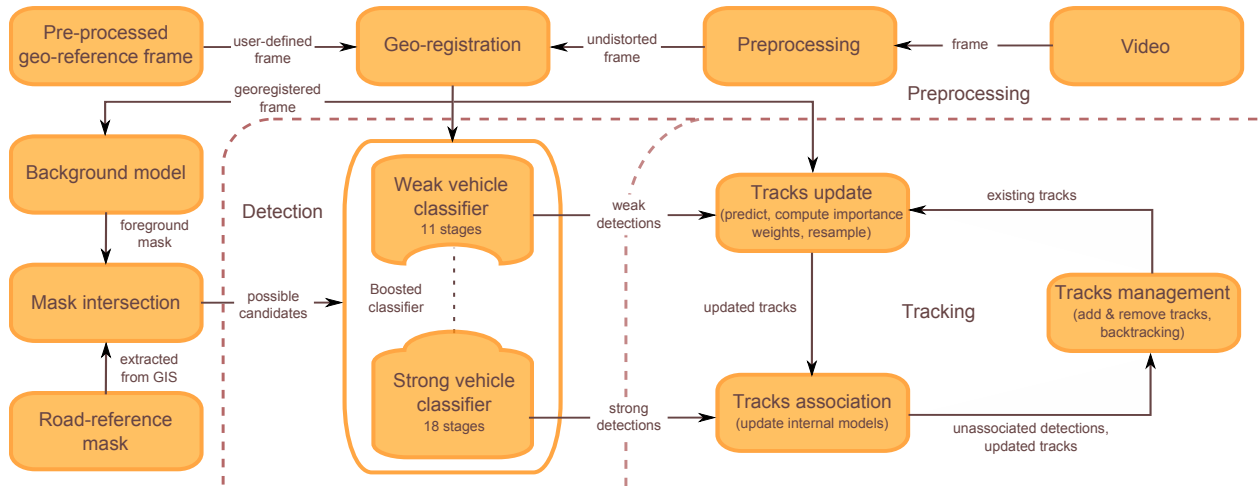 Pre-processed
geo-reference frame
user-defined
frame
Geo-registration
undistorted
frame
Preprocessing
frame
Video
georegistered
frame
Preprocessing
Background model
foreground
mask
Mask intersection
extracted
from GIS
Road-reference
mask
possible
candidates
Detection
Weak vehicle
classifier
11 stages
Boosted
classifier
Strong vehicle
classifier
18 stages
weak
detections
strong
detections
Tracks update
(predict, compute importance
weights, resample)
updated tracks
Tracking
Tracks association
(update internal models)
existing tracks
Tracks management
(add & remove tracks,
backtracking)
unassociated detections,
updated tracks